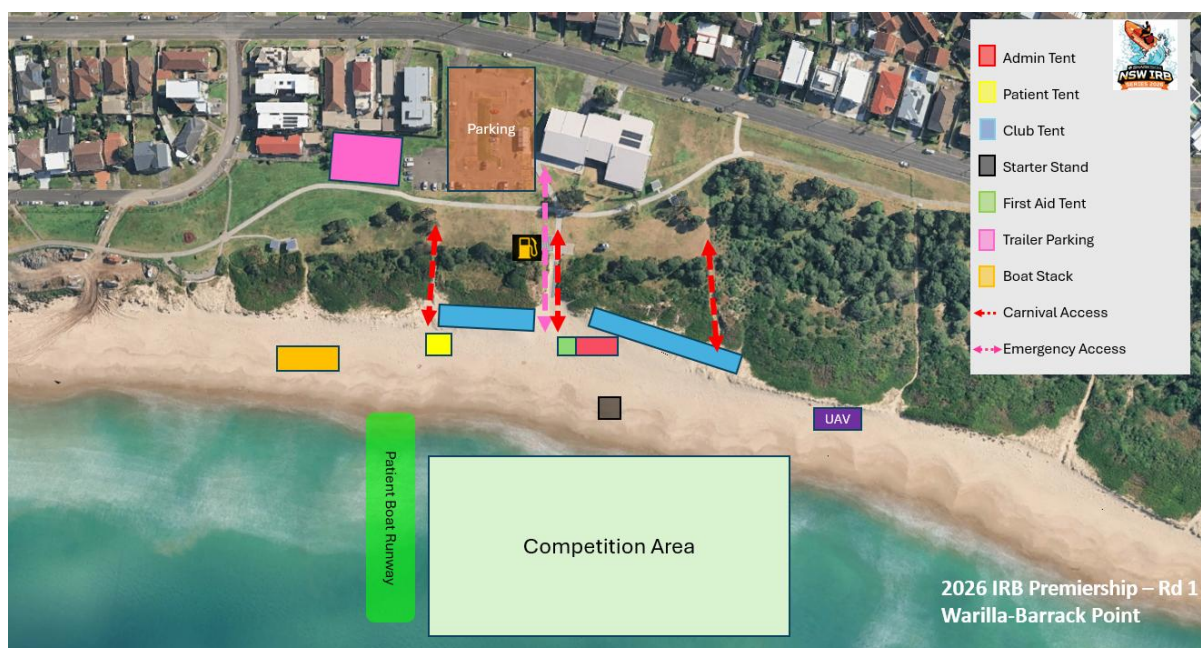 Parking
UAV
Patient Boat Runway
Competition Area
NSW IRB
Admin Tent
Patient Tent
Club Tent
Starter Stand
First Aid Tent
Trailer Parking
Boat Stack
Carnival Access
Emergency Access
2026 IRB Premiership – Rd 1
Warilla-Barrack Point